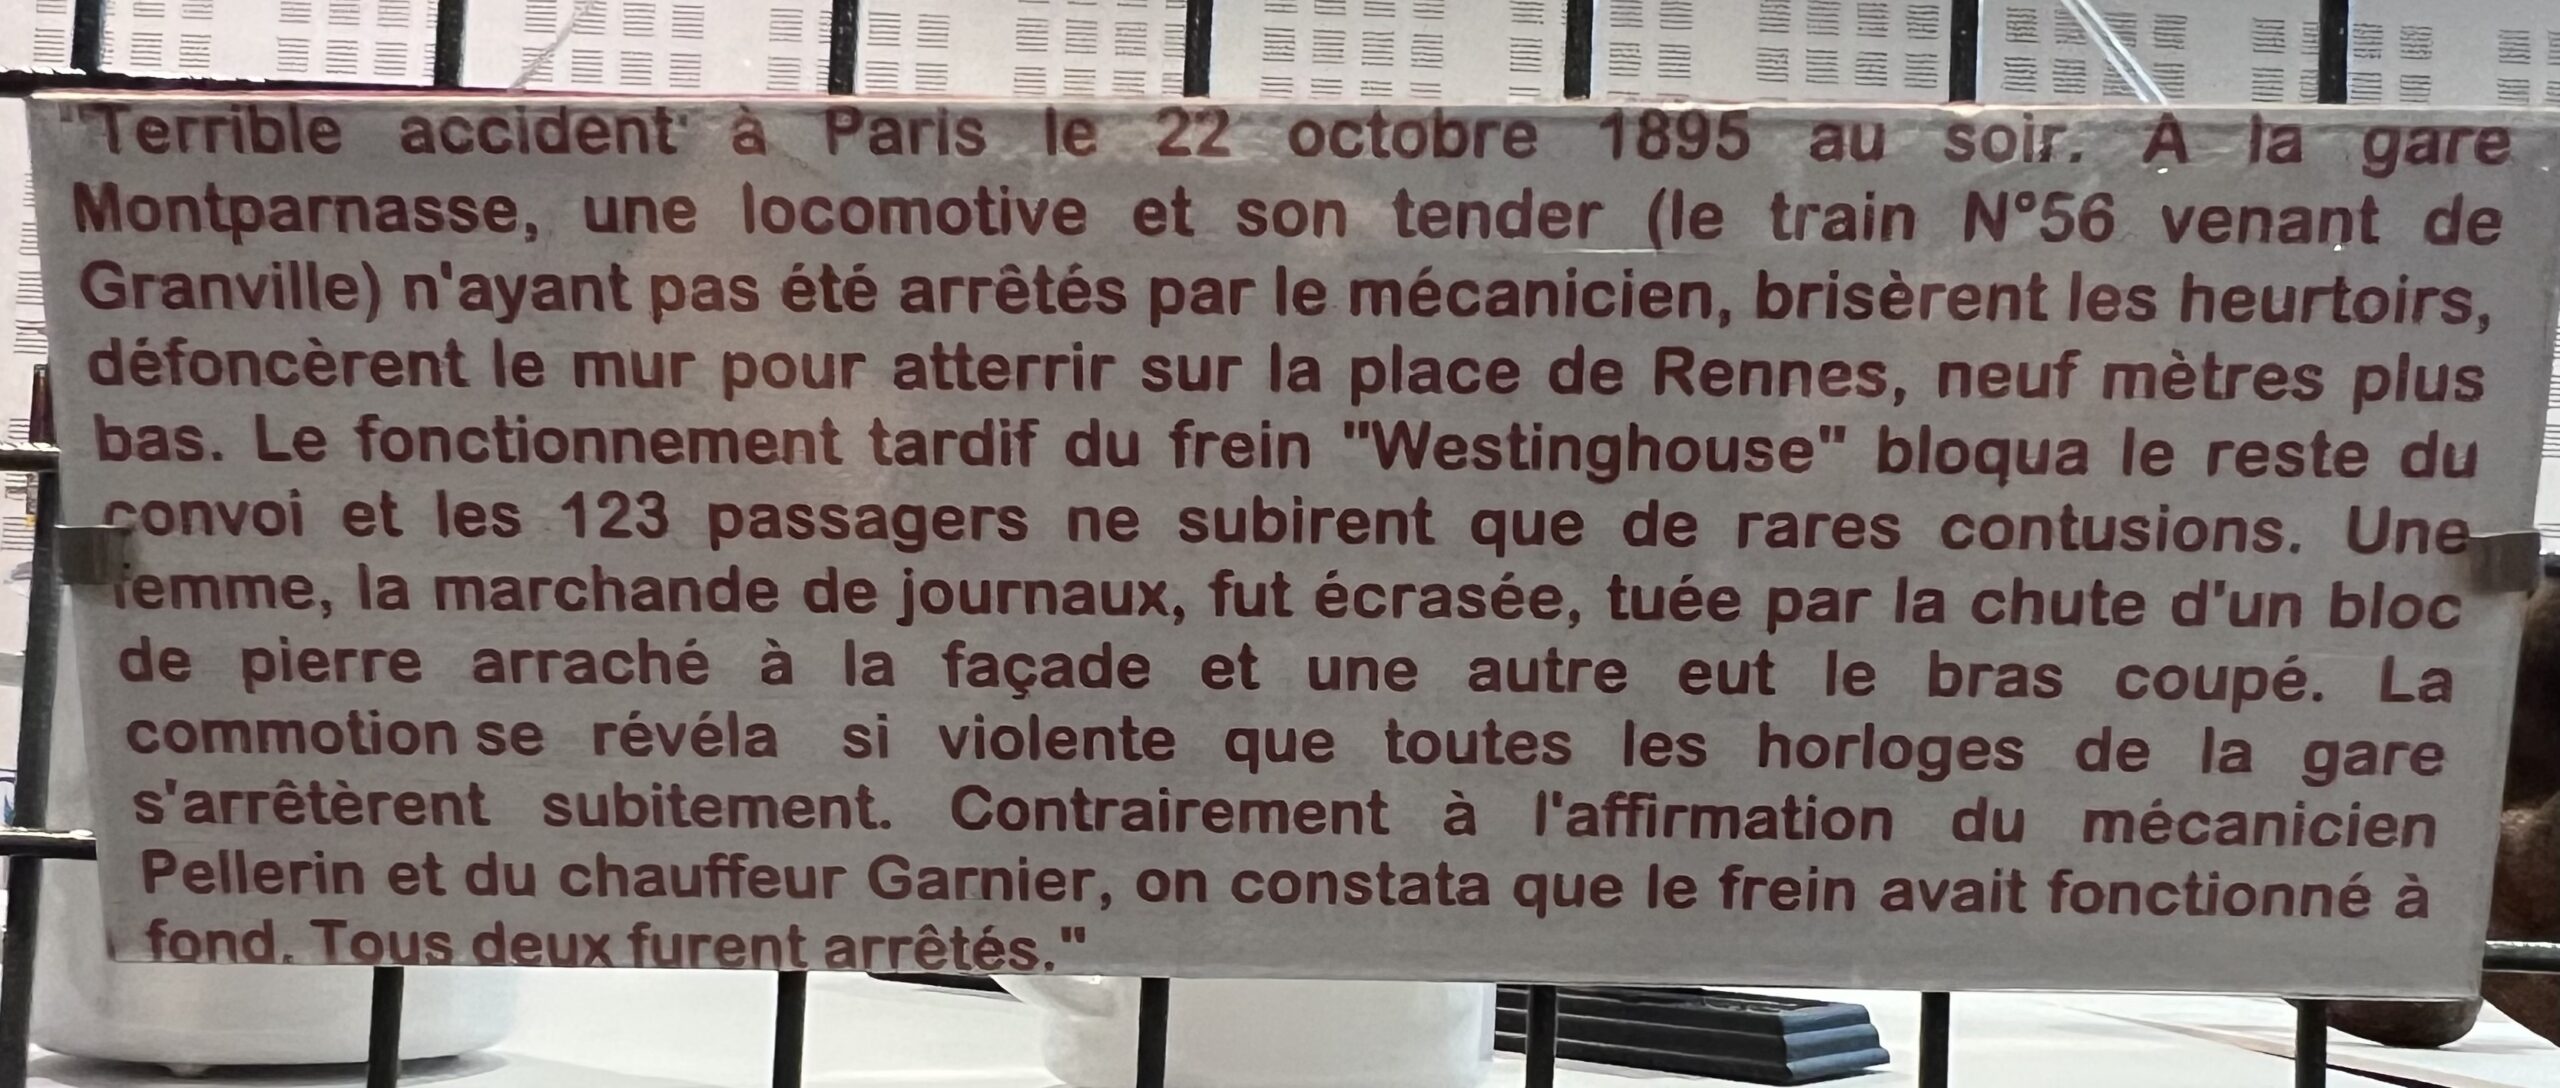 "Terrible accident à Paris le 22 octobre 1895 au soir. A la gare
Montparnasse, une locomotive et son tender (le train N°56 venant de
Granville) n'ayant pas été arrêtés par le mécanicien, brisèrent les heurtoirs,
défoncèrent le mur pour atterrir sur la place de Rennes, neuf mètres plus
bas. Le fonctionnement tardif du frein "Westinghouse" bloqua le reste du
convoi et les 123 passagers ne subirent que de rares contusions. Une
femme, la marchande de journaux, fut écrasée, tuée par la chute d'un bloc
de pierre arraché à la façade et une autre eut le bras coupé. La
commotion se révéla si violente que toutes les horloges de la gare
s'arrêtèrent subitement. Contrairement à l'affirmation du mécanicien
Pellerin et du chauffeur Garnier, on constata que le frein avait fonctionné à
fond. Tous deux furent arrêtés."